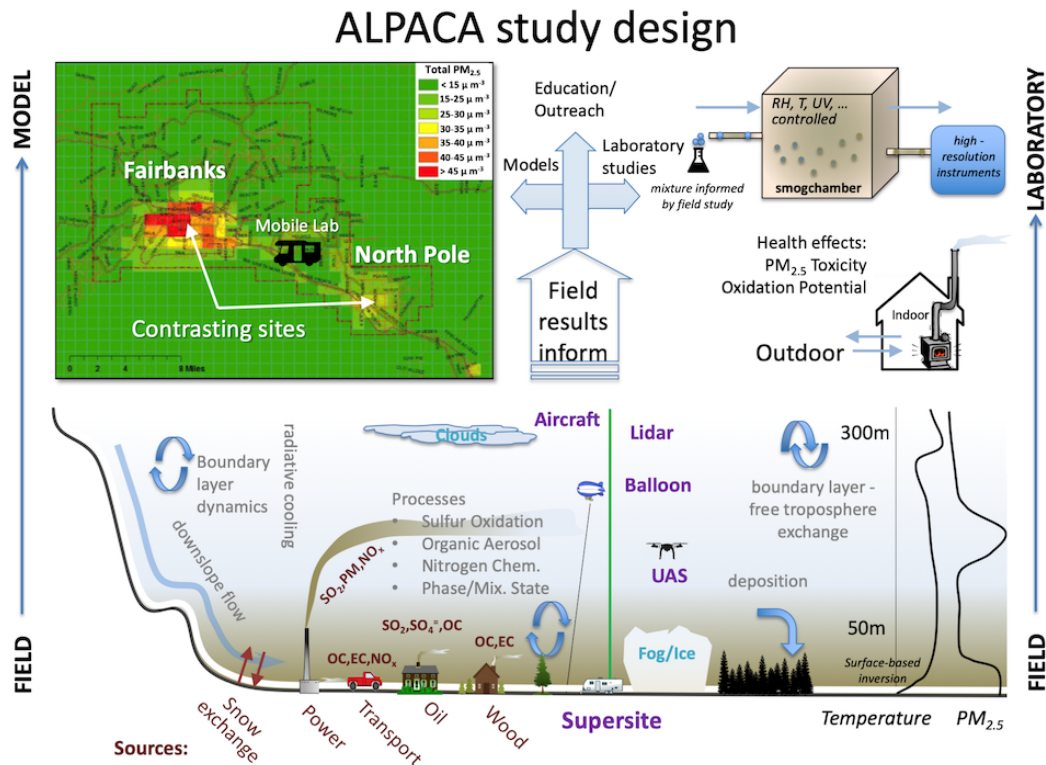 ALPACA study design
MODEL
FIELD
Total PM2.5
< 15 µ m-3
15-25 µ m-3
25-30 µ m-3
30-35 µ m-3
35-40 µ m-3
40-45 µ m-3
> 45 µ m-3
Fairbanks
Mobile Lab
North Pole
Contrasting sites
0 2 4 8 Miles
Education/
Outreach
Models
Laboratory
studies
Field
results
inform
mixture informed
by field study
RH, T, UV, ...
controlled
smogchamber
high -
resolution
instruments
Health effects:
PM2.5 Toxicity
Oxidation Potential
Indoor
Outdoor
LABORATORY
FIELD
Boundary
layer
dynamics
downslope flow
radiative cooling
Clouds
Aircraft
Lidar
Balloon
UAS
Processes
• Sulfur Oxidation
• Organic Aerosol
• Nitrogen Chem.
• Phase/Mix. State
SO2,PM,NOx
SO2,SO4=,OC
OC,EC,NOx
OC,EC
boundary layer -
free troposphere
exchange
deposition
Fog/Ice
300m
50m
Surface-based
inversion
Temperature
PM2.5
Sources:
Snow
exchange
Power
Transport
Oil
Wood
Supersite